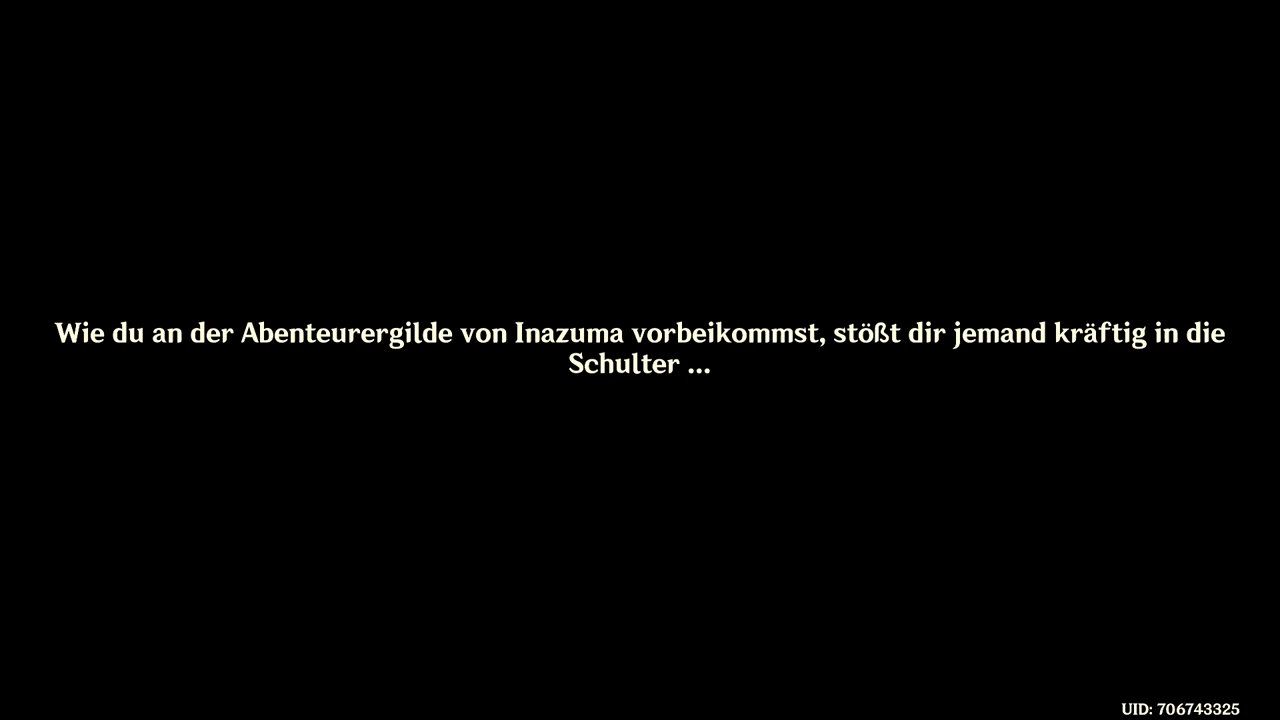 Wie du an der Abenteurergilde von Inazuma vorbeikommst, stößt dir jemand kräftig in die
Schulter ...
UID: 706743325